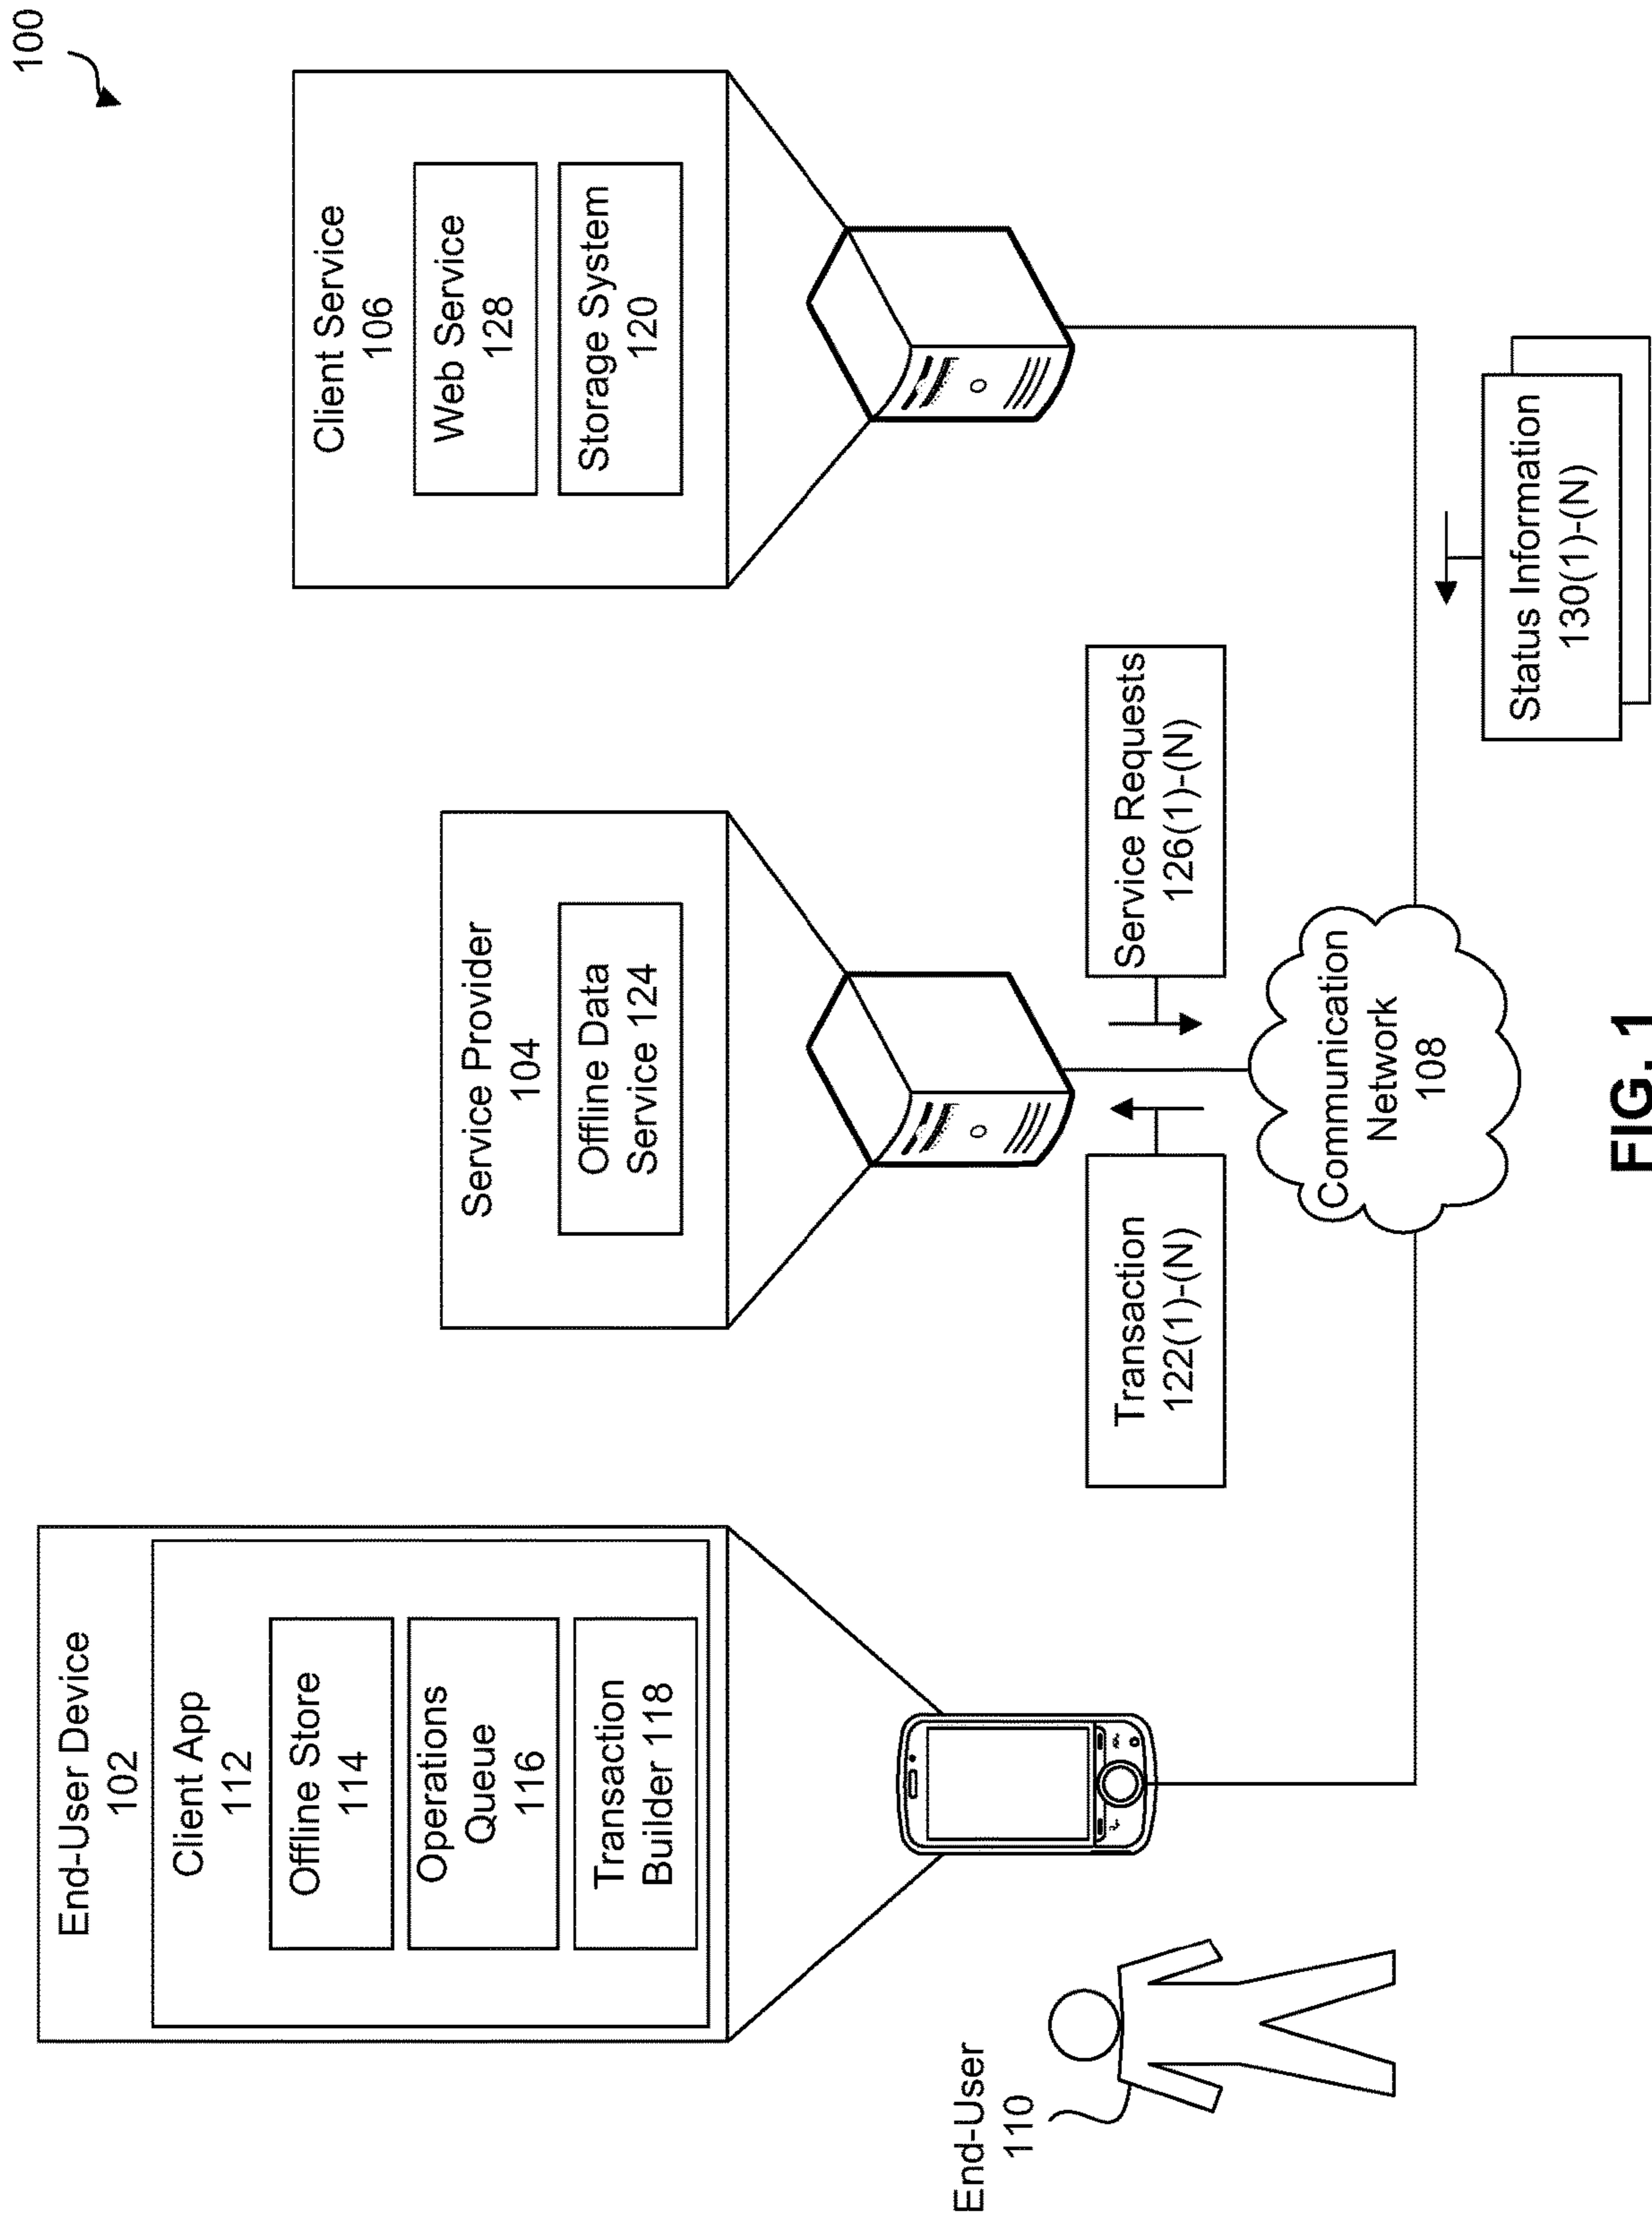 100
End-User Device
102
Client App
112
Offline Store
114
Operations
Queue
116
Transaction
Builder 118
End-User
110
Service Provider
104
Offline Data
Service 124
Transaction
122(1)-(N)
Service Requests
126(1)-(N)
Communication
Network
108
Client Service
106
Web Service
128
Storage System
120
Status Information
130(1)-(N)
FIG. 1